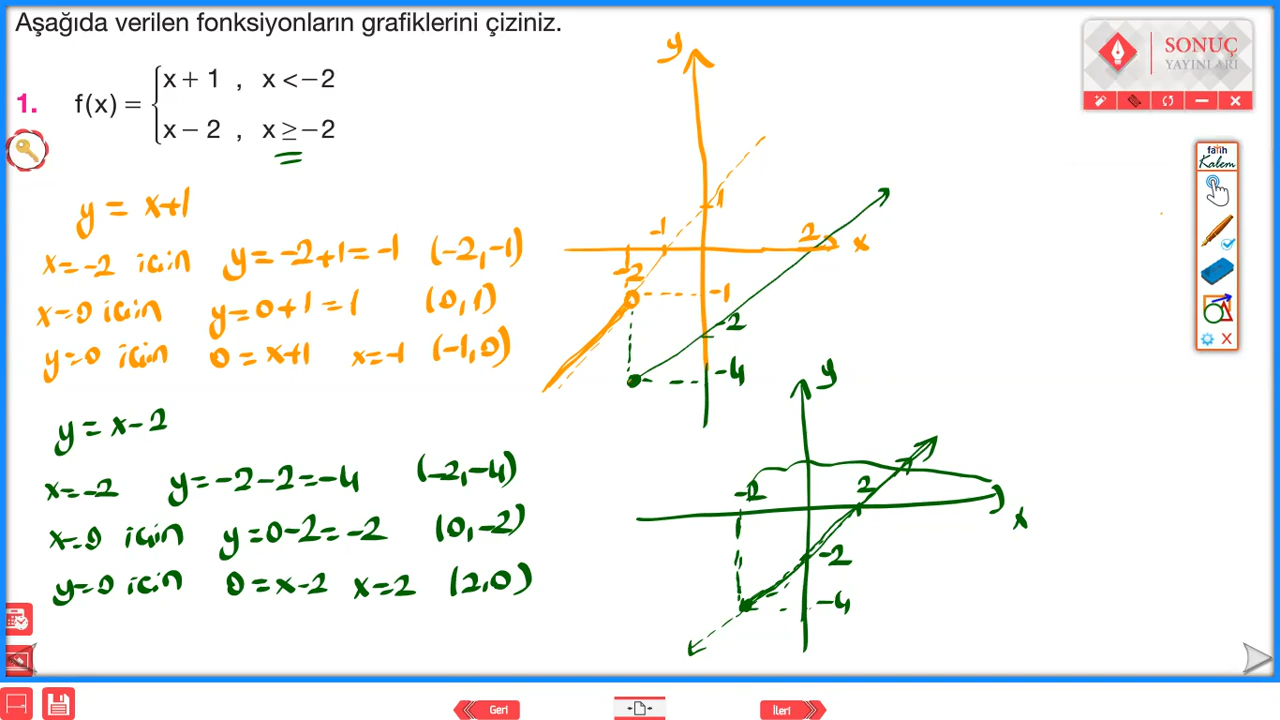 Aşağıda verilen fonksiyonların grafiklerini çiziniz.
SONUÇ
YAYINLARI
1. f(x) = { x + 1 , x < −2
x − 2 , x ≥ −2
fatih
Kalem
y = x+1
x=-2 için y=-2+1=-1 (-2,-1)
x=0 için y=0+1=1 (0,1)
y=0 için 0=x+1 x=-1 (-1,0)
y = x-2
x=-2 y=-2-2=-4 (-2,-4)
x=0 için y=0-2=-2 (0,-2)
y=0 için 0=x-2 x=2 (2,0)
y
1
-1
2
x
-2
-1
-2
-4
y
-2
2
x
-2
-4
Geri
İleri